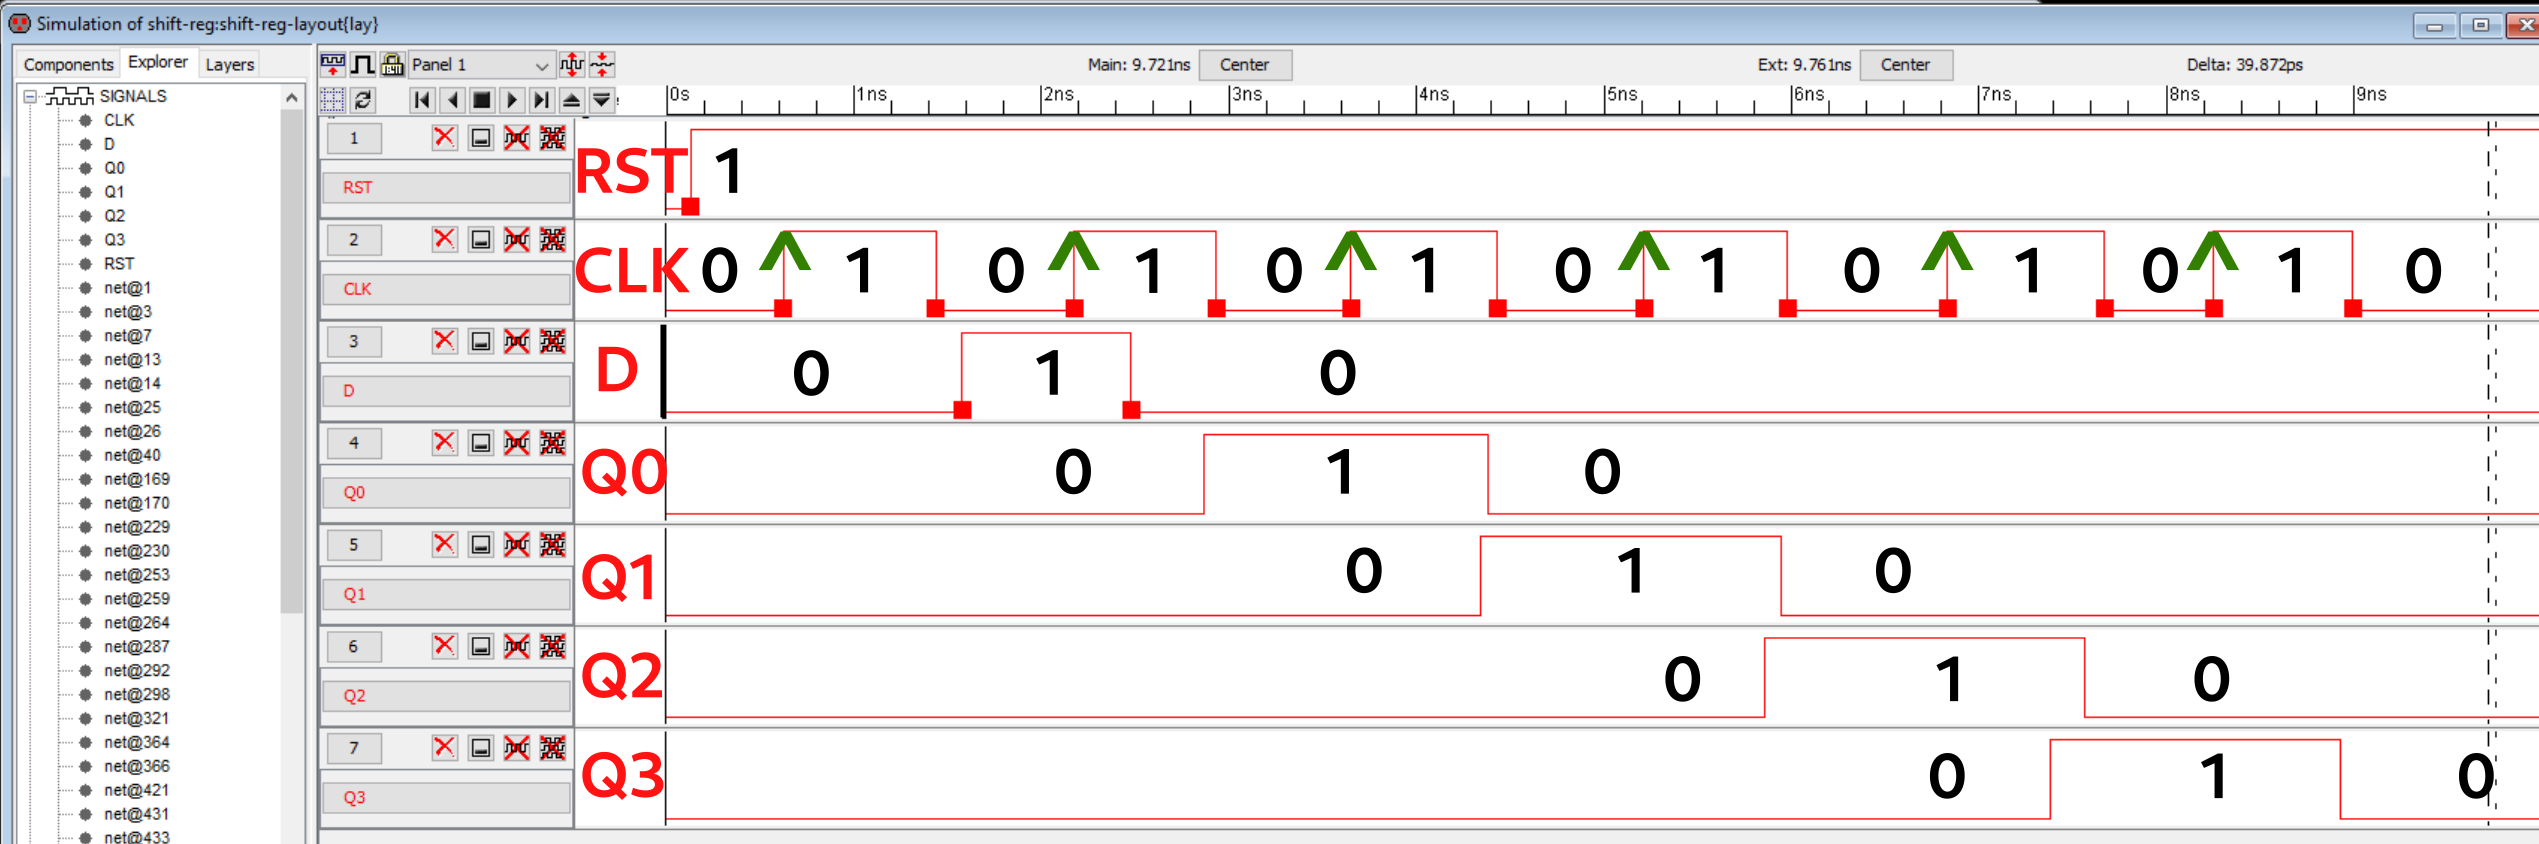 Simulation of shift-reg:shift-reg-layout{lay}
Components Explorer Layers
Panel 1
Main: 9.721ns Center
Ext: 9.761ns Center
Delta: 39.872ps
0s 1ns 2ns 3ns 4ns 5ns 6ns 7ns 8ns 9ns
SIGNALS
CLK
D
Q0
Q1
Q2
Q3
RST
net@1
net@3
net@7
net@13
net@14
net@25
net@26
net@40
net@169
net@170
net@229
net@230
net@253
net@259
net@264
net@287
net@292
net@298
net@321
net@364
net@366
net@421
net@431
net@433
1
RST
RST 1
2
CLK
CLK 0 1 0 1 0 1 0 1 0 1 0 1 0
3
D
D 0 1 0
4
Q0
Q0 0 1 0
5
Q1
Q1 0 1 0
6
Q2
Q2 0 1 0
7
Q3
Q3 0 1 0